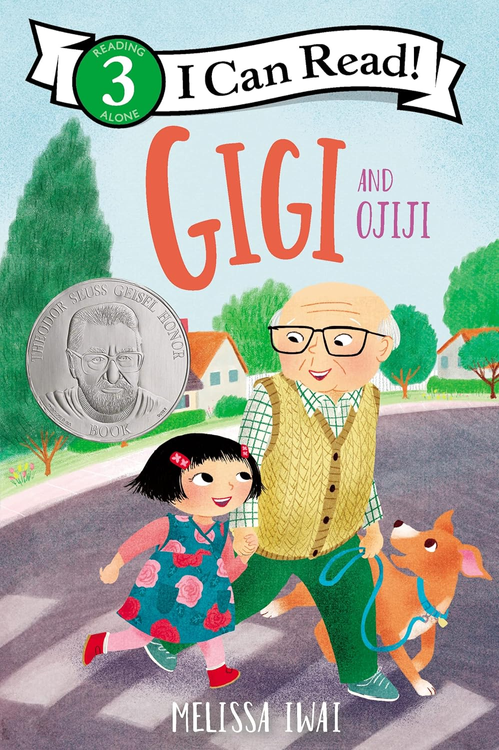 READING
3
ALONE
I Can Read!
GIGI
AND
OJIJI
THEODOR SEUSS GEISEL HONOR
BOOK
MELISSA IWAI